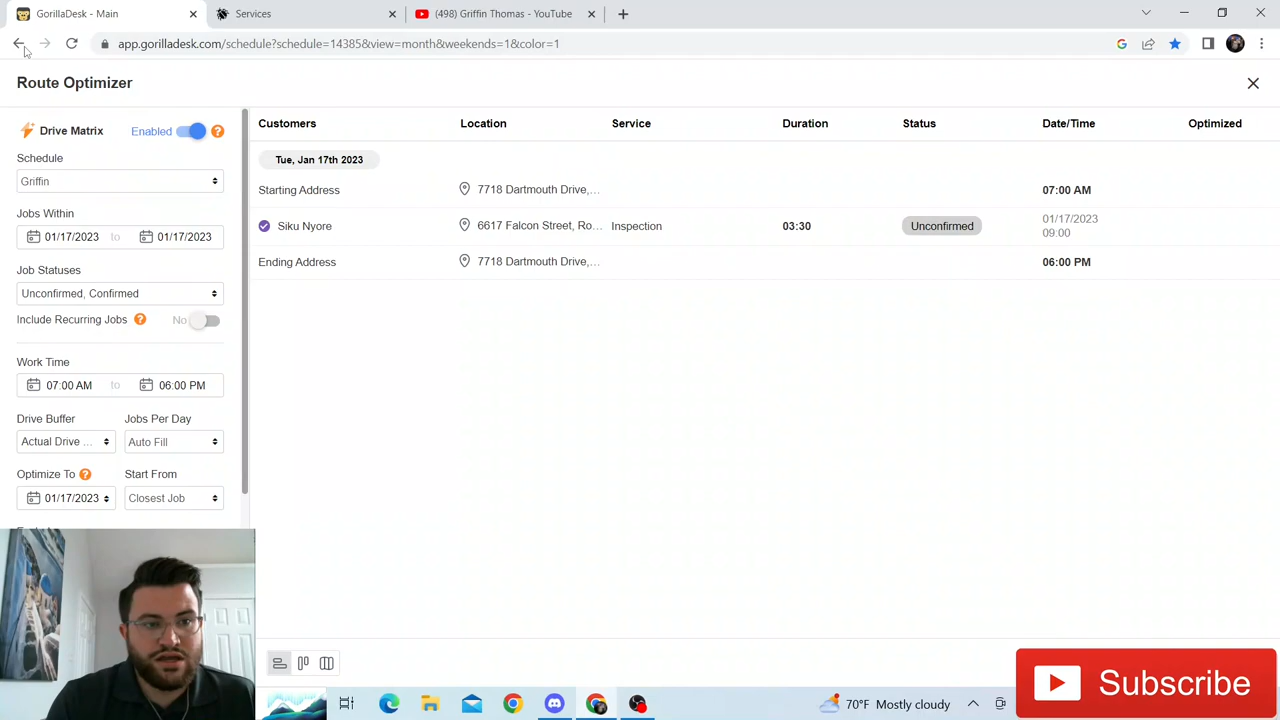 GorillaDesk - Main
Services
(498) Griffin Thomas - YouTube
app.gorilladesk.com/schedule?schedule=14385&view=month&weekends=1&color=1
Route Optimizer
Drive Matrix Enabled ?
Schedule
Griffin
Jobs Within
01/17/2023 to 01/17/2023
Job Statuses
Unconfirmed, Confirmed
Include Recurring Jobs ? No
Work Time
07:00 AM to 06:00 PM
Drive Buffer Jobs Per Day
Actual Drive ... Auto Fill
Optimize To ? Start From
01/17/2023 Closest Job
Customers Location Service Duration Status Date/Time Optimized
Tue, Jan 17th 2023
Starting Address 7718 Dartmouth Drive,... 07:00 AM
Siku Nyore 6617 Falcon Street, Ro... Inspection 03:30 Unconfirmed 01/17/2023
09:00
Ending Address 7718 Dartmouth Drive,... 06:00 PM
Subscribe
70°F Mostly cloudy